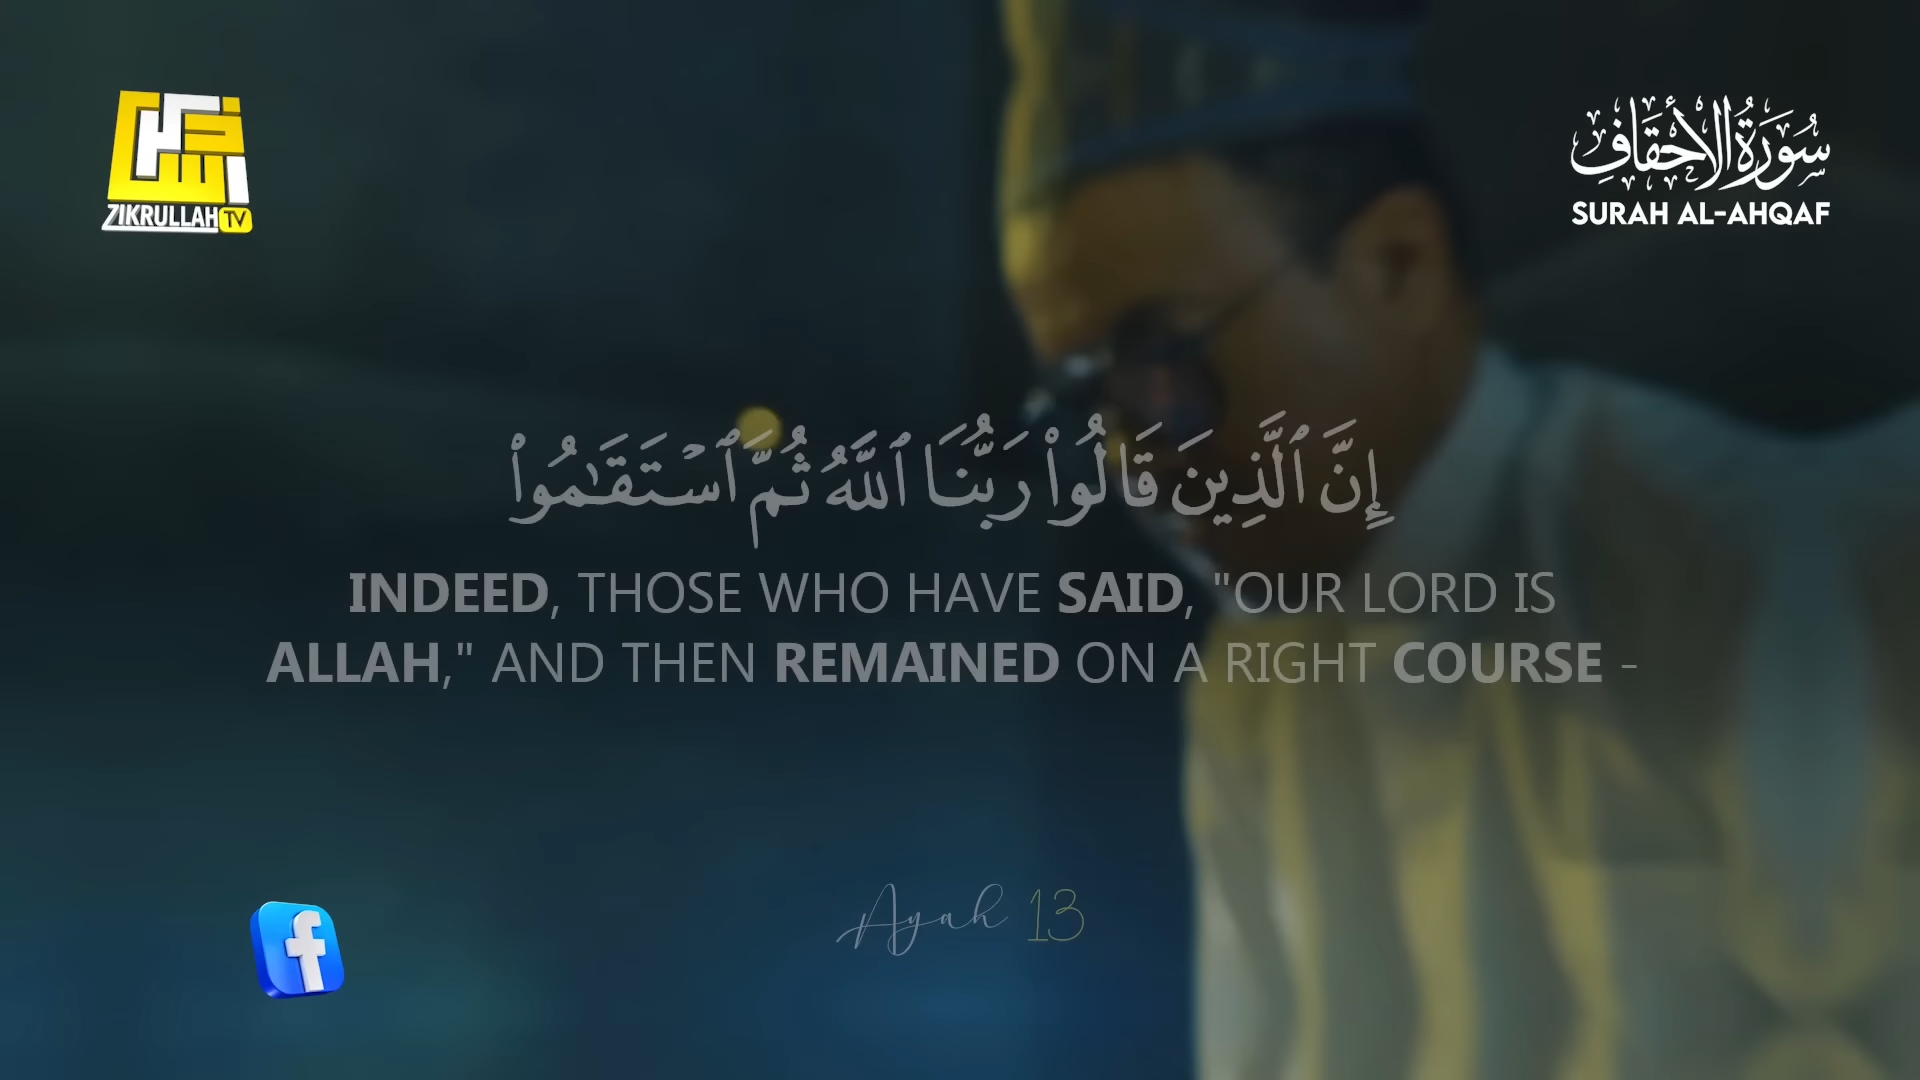 ZIKRULLAH TV
سُورَةُ الأَحْقَافِ
SURAH AL-AHQAF
إِنَّ ٱلَّذِينَ قَالُوا۟ رَبُّنَا ٱللَّهُ ثُمَّ ٱسْتَقَٰمُوا۟
INDEED, THOSE WHO HAVE SAID, "OUR LORD IS
ALLAH," AND THEN REMAINED ON A RIGHT COURSE -
Ayah 13
f